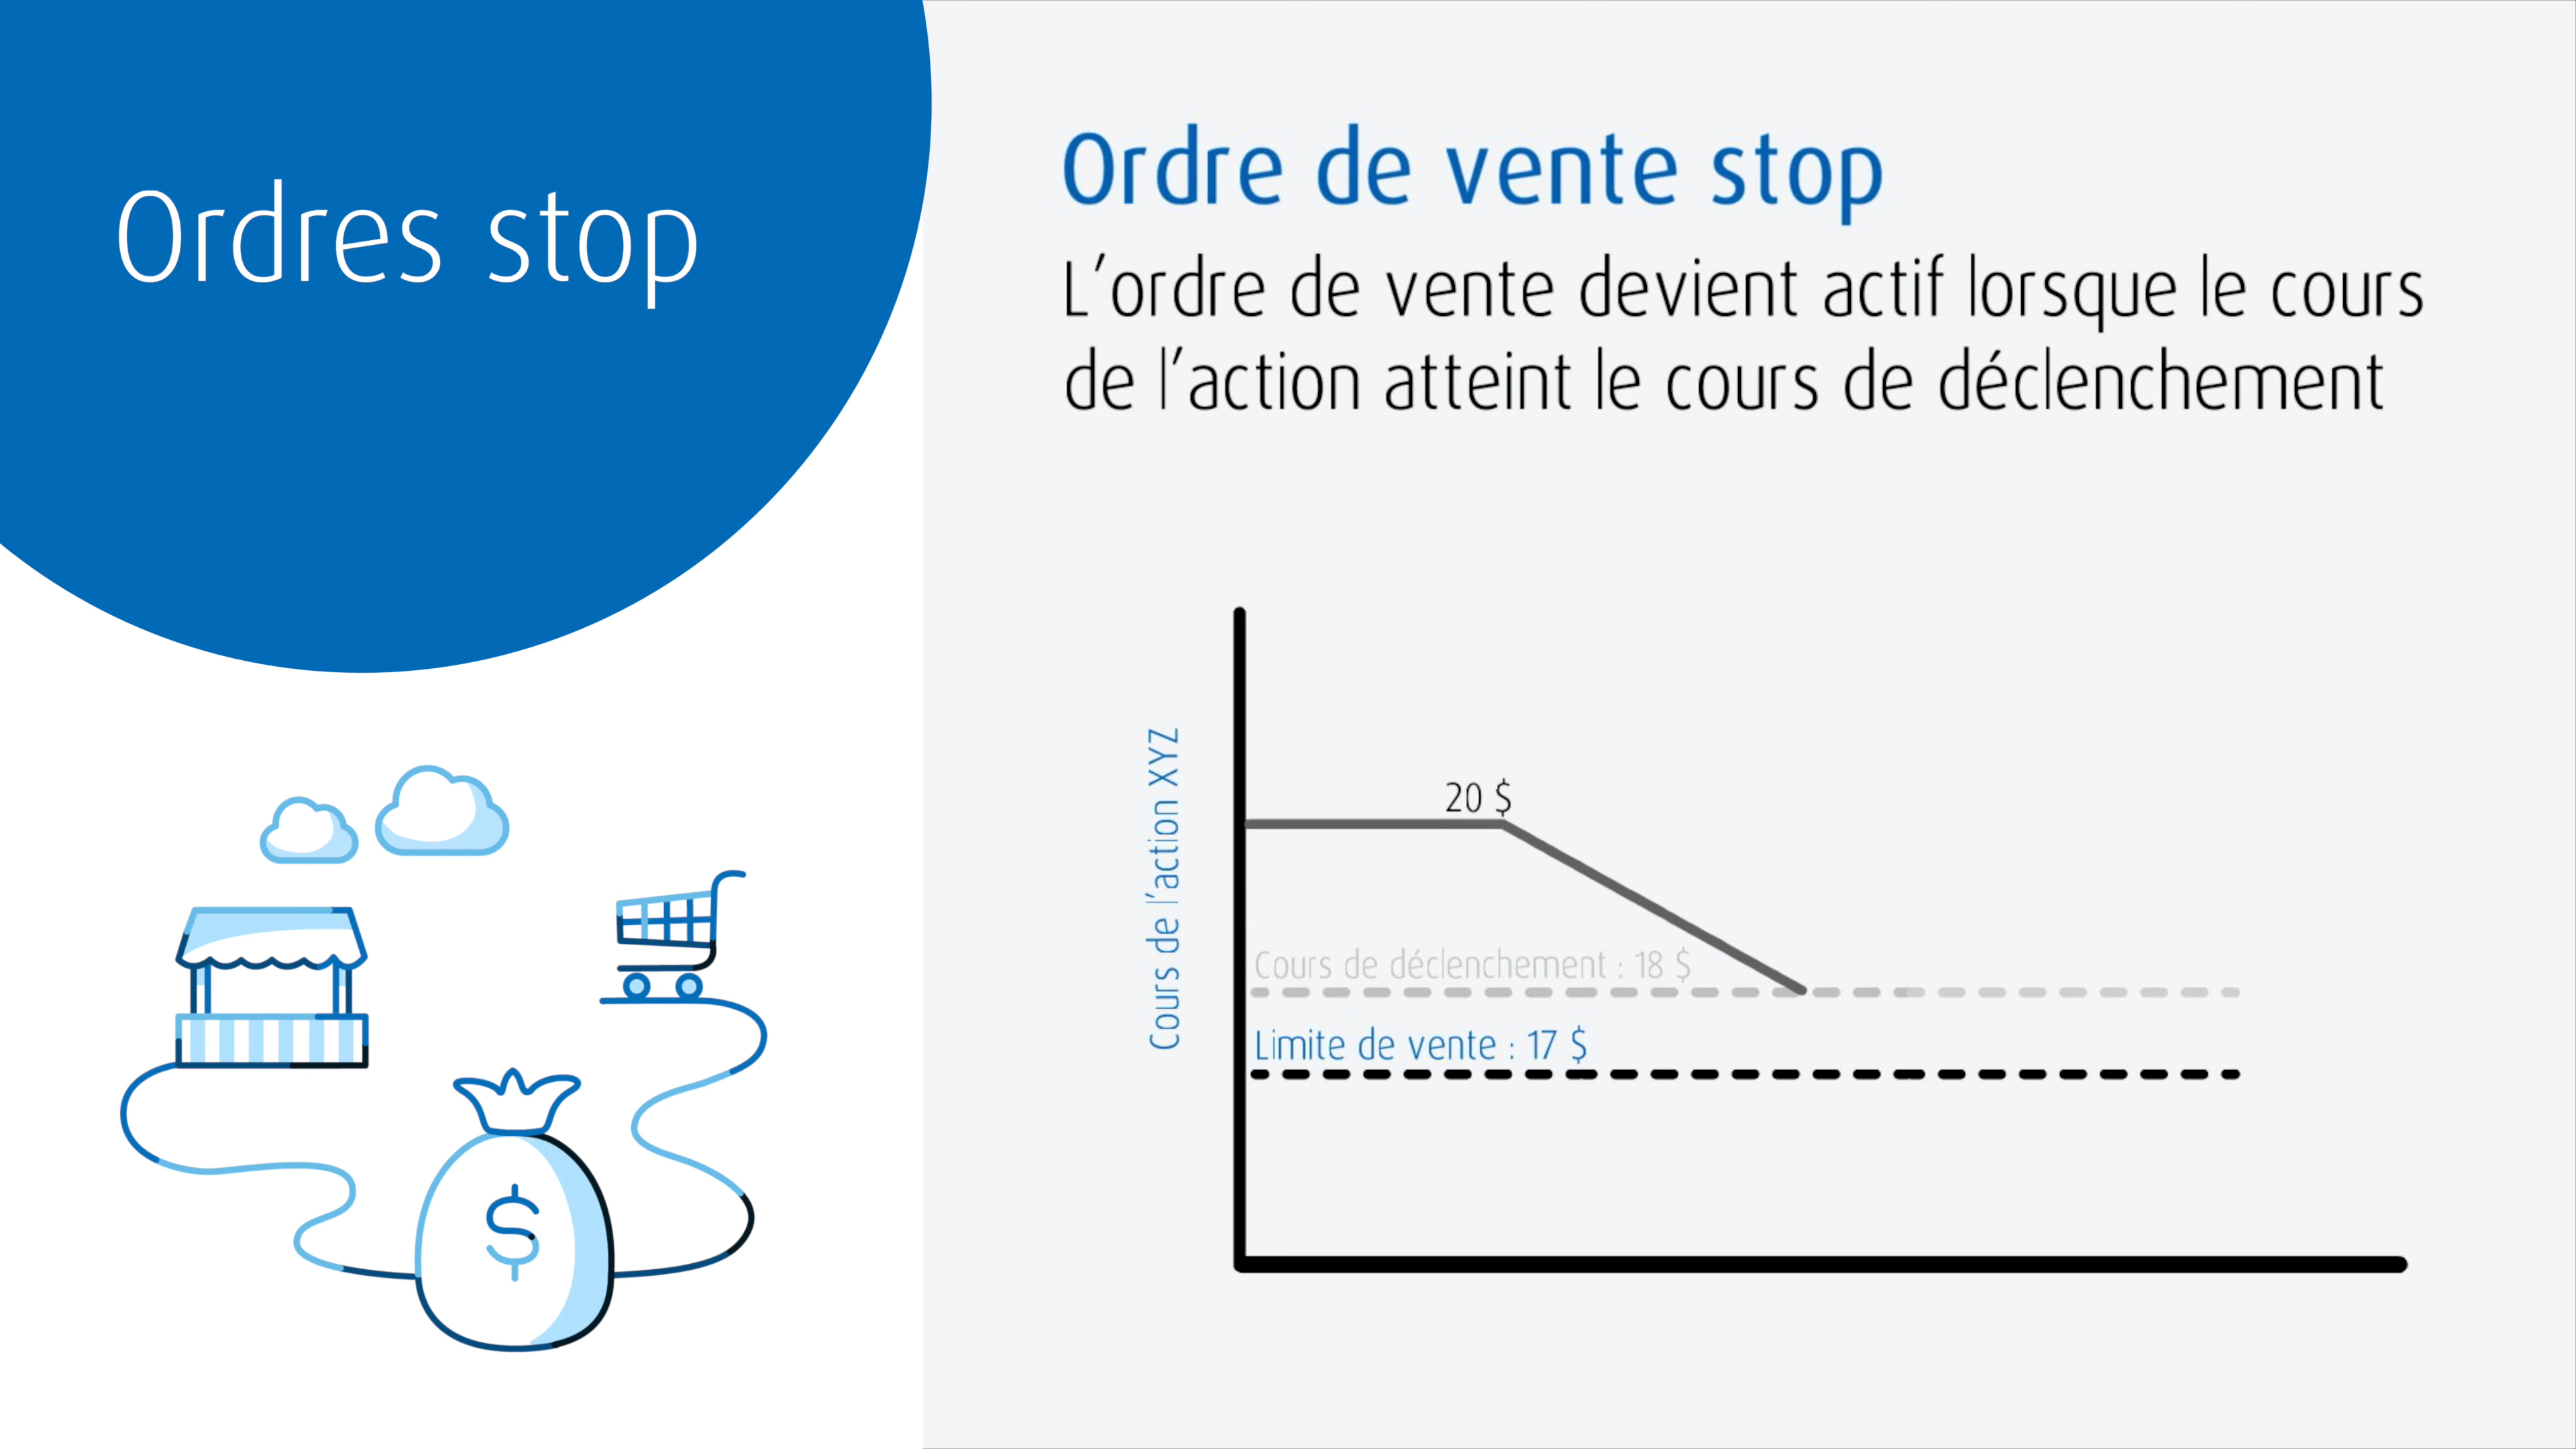 Ordres stop
Ordre de vente stop
L’ordre de vente devient actif lorsque le cours
de l’action atteint le cours de déclenchement
Cours de l’action XYZ
20 $
Cours de déclenchement : 18 $
Limite de vente : 17 $
$